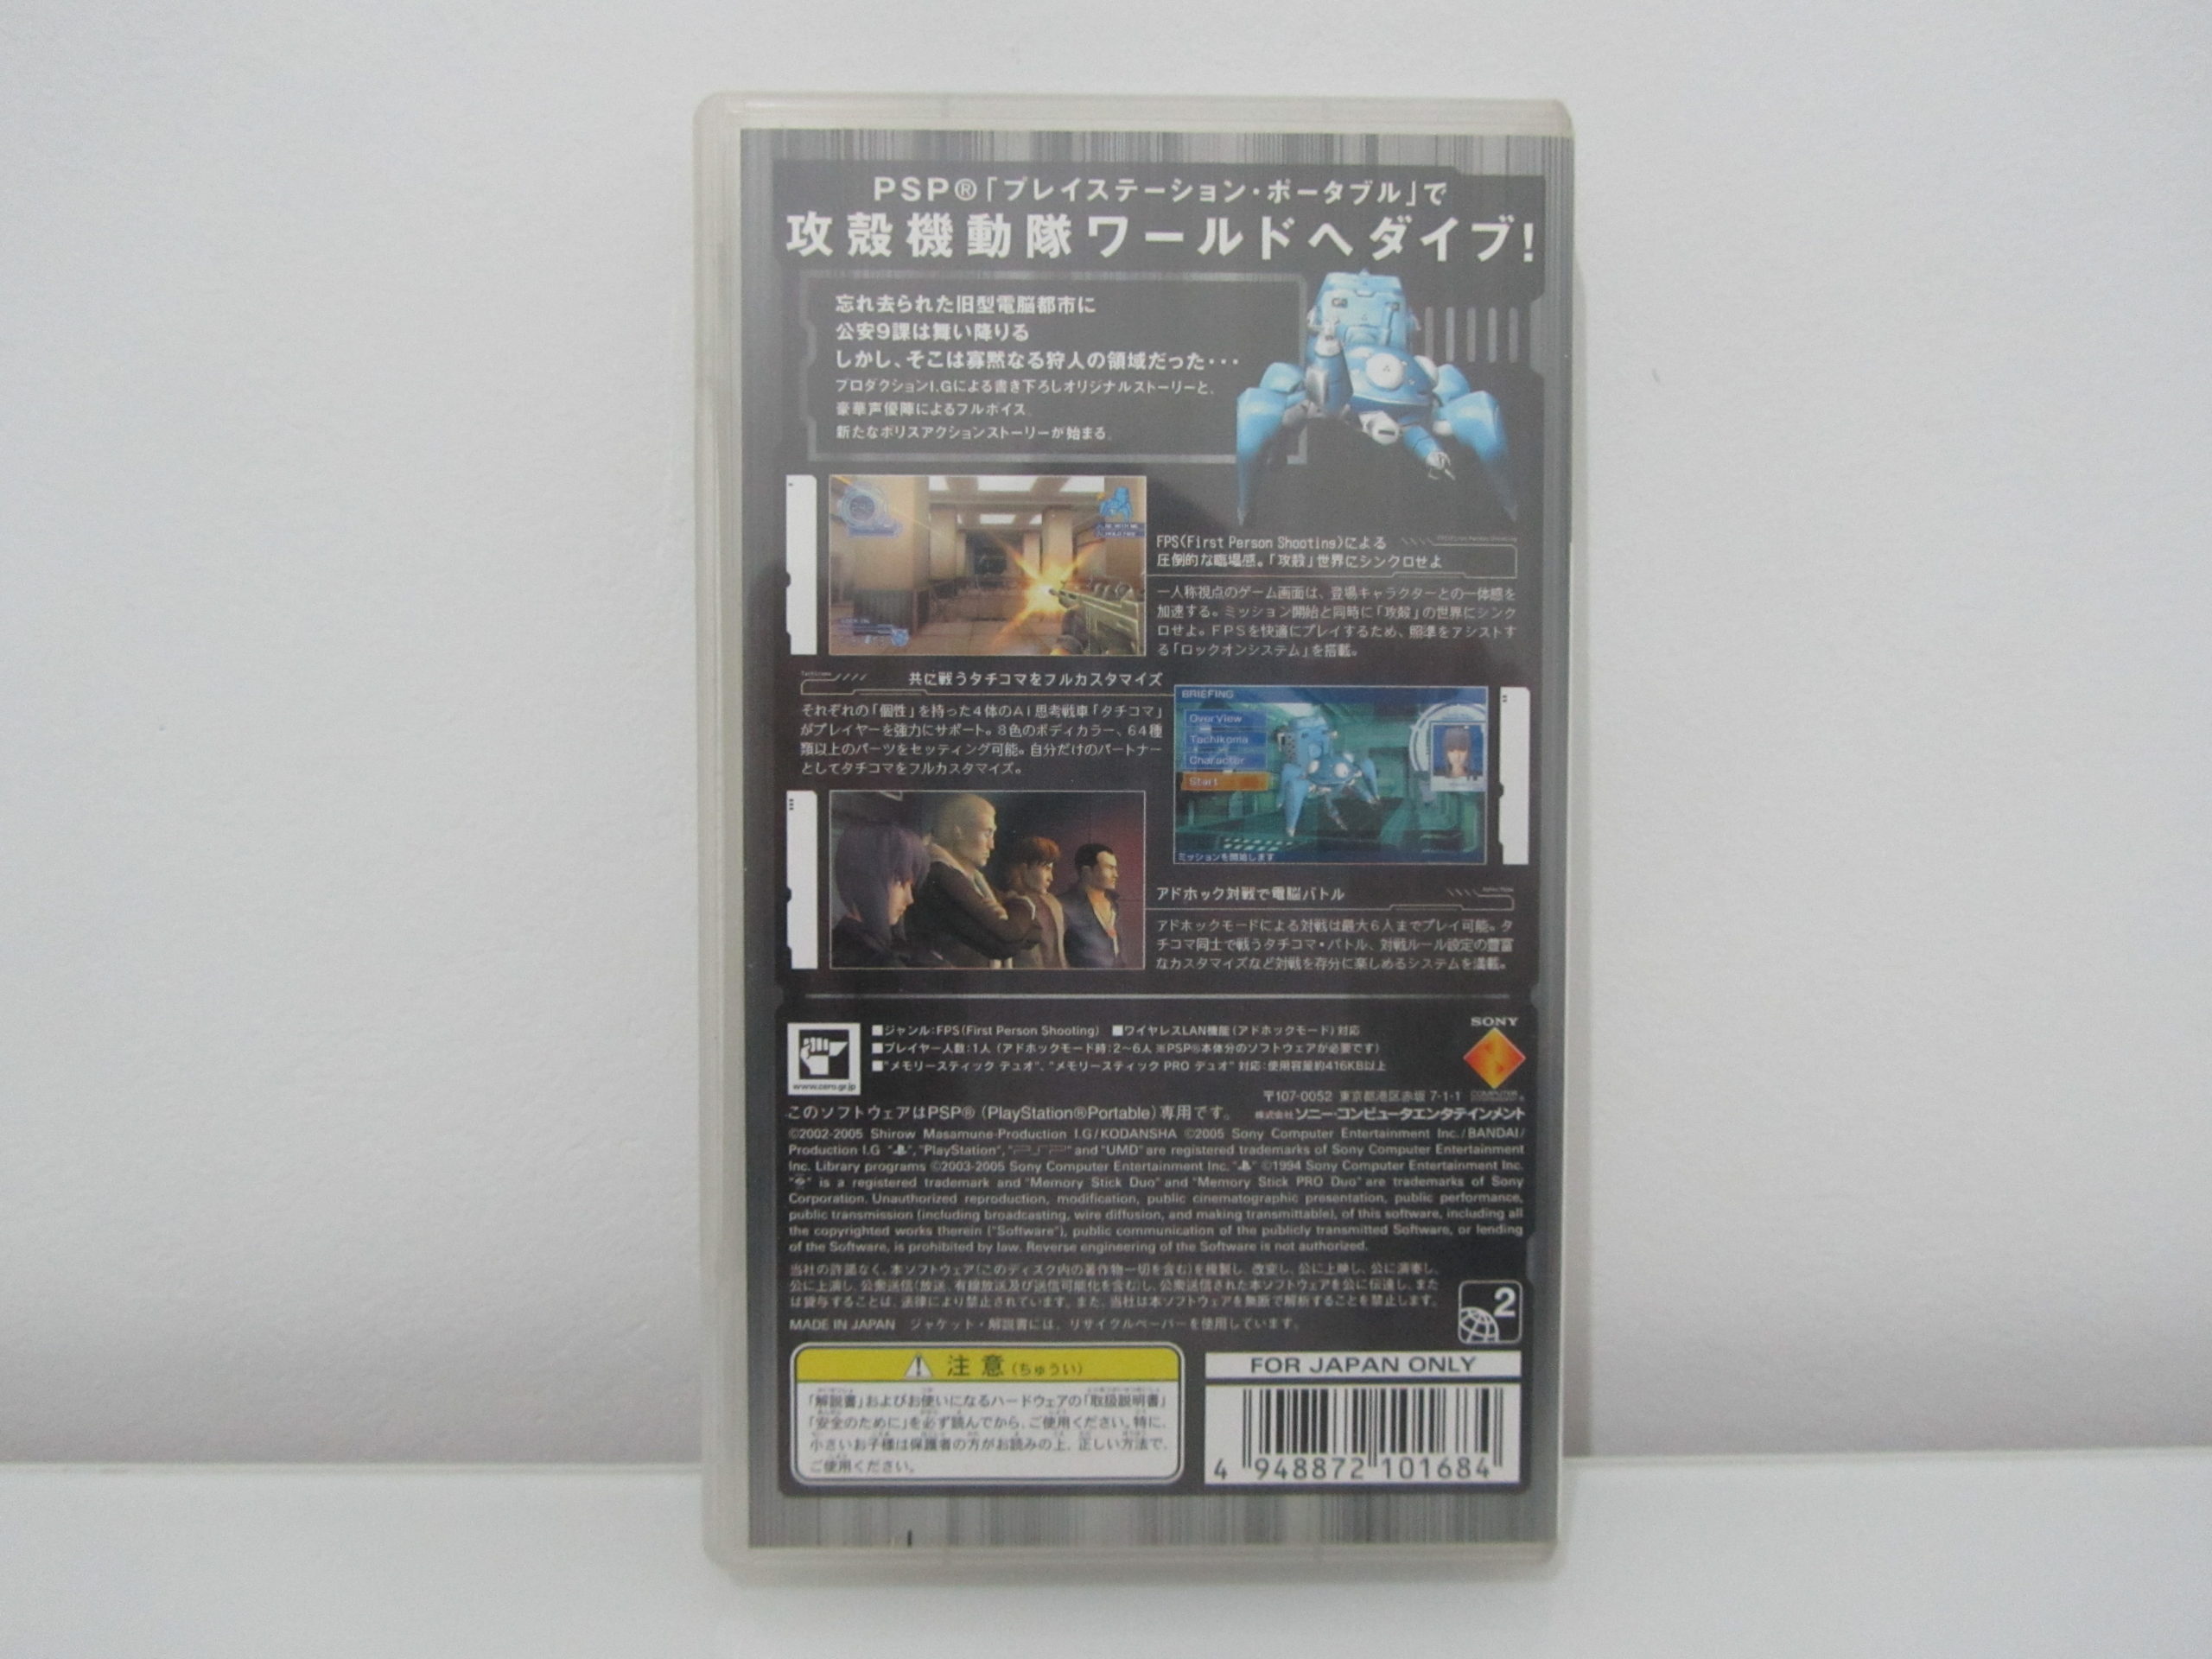 PSP®「プレイステーション・ポータブル」で
攻殻機動隊ワールドへダイブ!
忘れ去られた旧型電脳都市に
公安9課は舞い降りる
しかし、そこは寡黙なる狩人の領域だった・・・
プロダクションI.Gによる書き下ろしオリジナルストーリーと、
豪華声優陣によるフルボイス。
新たなポリスアクションストーリーが始まる。
FPS(First Person Shooting)による
圧倒的な臨場感。「攻殻」世界にシンクロせよ
一人称視点のゲーム画面は、登場キャラクターとの一体感を
加速する。ミッション開始と同時に「攻殻」の世界にシンク
ロせよ。FPSを快適にプレイするため、照準をアシストす
る「ロックオンシステム」を搭載。
共に戦うタチコマをフルカスタマイズ
それぞれの「個性」を持った4体のAI思考戦車「タチコマ」
がプレイヤーを強力にサポート。8色のボディカラー、64種
類以上のパーツをセッティング可能。自分だけのパートナー
としてタチコマをフルカスタマイズ。
BRIEFING
OverView
Tachikoma
Character
Start
ミッションを開始します
アドホック対戦で電脳バトル
アドホックモードによる対戦は最大6人までプレイ可能。タ
チコマ同士で戦うタチコマ・バトル、対戦ルール設定の豊富
なカスタマイズなど対戦を存分に楽しめるシステムを満載。
www.cero.gr.jp
■ジャンル:FPS(First Person Shooting) ■ワイヤレスLAN機能(アドホックモード)対応
■プレイヤー人数:1人(アドホックモード時:2〜6人 ※PSP®本体分のソフトウェアが必要です)
■"メモリースティック デュオ"、"メモリースティック PRO デュオ"対応:使用容量約416KB以上
SONY
〒107-0052 東京都港区赤坂 7-1-1
このソフトウェアはPSP®(PlayStation®Portable)専用です。 株式会社 ソニー・コンピュータエンタテインメント
©2002-2005 Shirow Masamune-Production I.G/KODANSHA ©2005 Sony Computer Entertainment Inc./BANDAI/
Production I.G " ", "PlayStation", "PSP" and "UMD" are registered trademarks of Sony Computer Entertainment
Inc. Library programs ©2003-2005 Sony Computer Entertainment Inc. " " ©1994 Sony Computer Entertainment Inc.
" " is a registered trademark and "Memory Stick Duo" and "Memory Stick PRO Duo" are trademarks of Sony
Corporation. Unauthorized reproduction, modification, public cinematographic presentation, public performance,
public transmission (including broadcasting, wire diffusion, and making transmittable), of this software, including all
the copyrighted works therein ("Software"), public communication of the publicly transmitted Software, or lending
of the Software, is prohibited by law. Reverse engineering of the Software is not authorized.
当社の許諾なく、本ソフトウェア(このディスク内の著作物一切を含む)を複製し、改変し、公に上映し、公に演奏し、
公に上演し、公衆送信(放送、有線放送及び送信可能化を含む)し、公衆送信された本ソフトウェアを公に伝達し、また
は貸与することは、法律により禁止されています。また、当社は本ソフトウェアを無断で解析することを禁止します。
MADE IN JAPAN ジャケット・解説書には、リサイクルペーパーを使用しています。
2
注意(ちゅうい)
「解説書」およびお使いになるハードウェアの「取扱説明書」
「安全のために」を必ず読んでから、ご使用ください。特に、
小さいお子様は保護者の方がお読みの上、正しい方法で、
ご使用ください。
FOR JAPAN ONLY
4 948872 101684